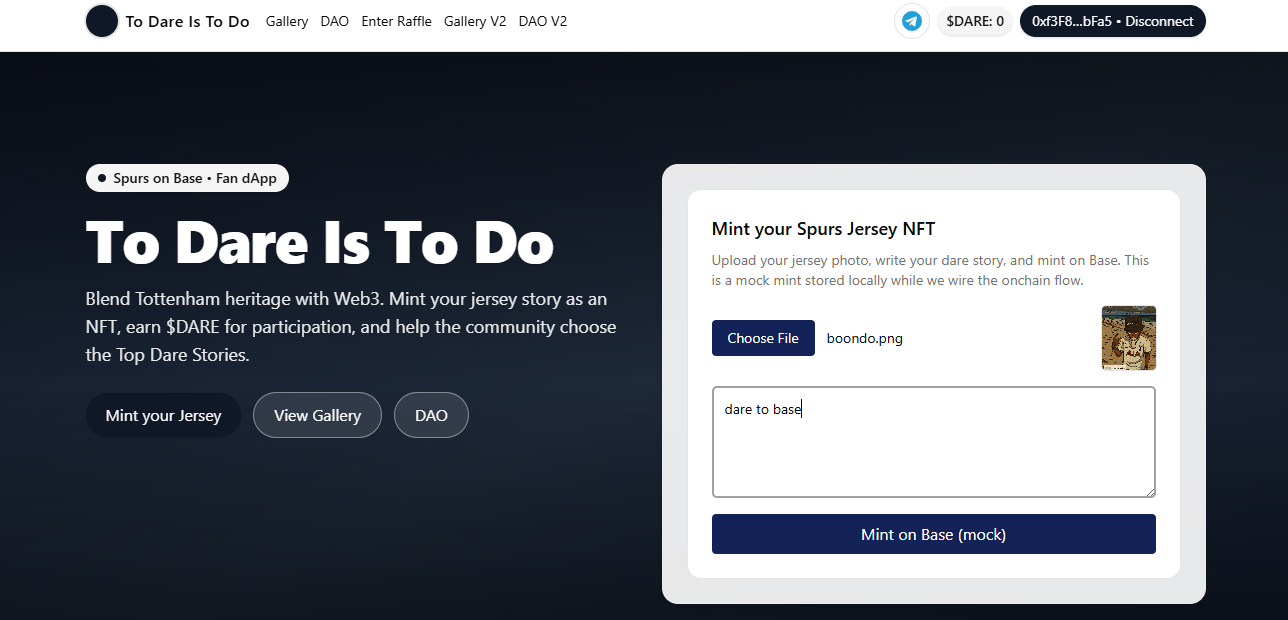 To Dare Is To Do Gallery DAO Enter Raffle Gallery V2 DAO V2 $DARE: 0 0xf3F8...bFa5 • Disconnect
Spurs on Base • Fan dApp
To Dare Is To Do
Blend Tottenham heritage with Web3. Mint your jersey story as an
NFT, earn $DARE for participation, and help the community choose
the Top Dare Stories.
Mint your Jersey View Gallery DAO
Mint your Spurs Jersey NFT
Upload your jersey photo, write your dare story, and mint on Base. This
is a mock mint stored locally while we wire the onchain flow.
Choose File boondo.png
AIA
dare to base
Mint on Base (mock)